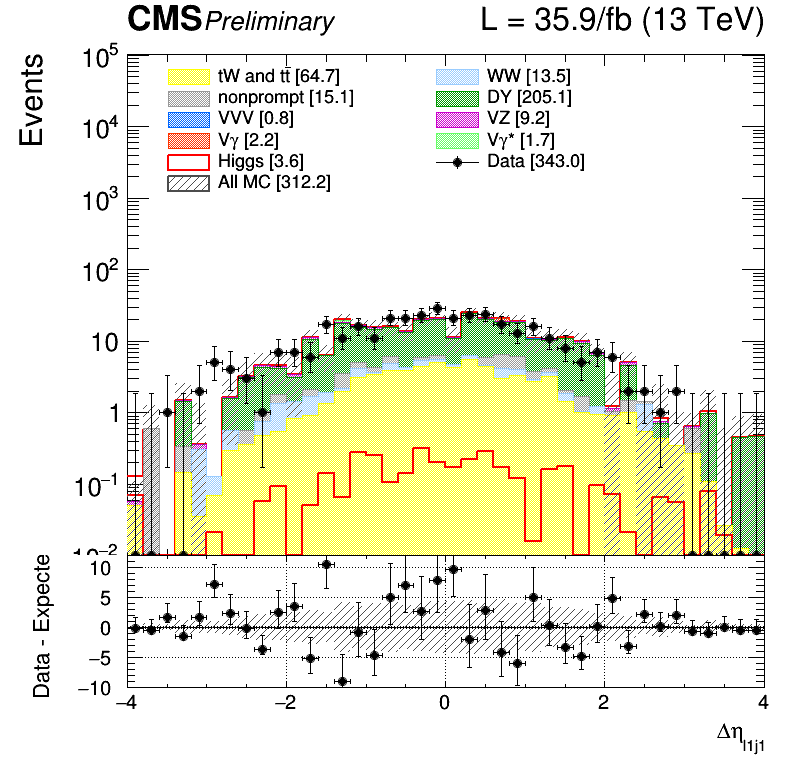 CMS Preliminary L = 35.9/fb (13 TeV)
Events
10⁵
10⁴
10³
10²
10
1
10⁻¹
10⁻²
tW and tt̄ [64.7]
nonprompt [15.1]
VVV [0.8]
Vγ [2.2]
Higgs [3.6]
All MC [312.2]
WW [13.5]
DY [205.1]
VZ [9.2]
Vγ* [1.7]
Data [343.0]
Data - Expecte
10
5
0
−5
−10
−4 −2 0 2 4
Δη_l1j1